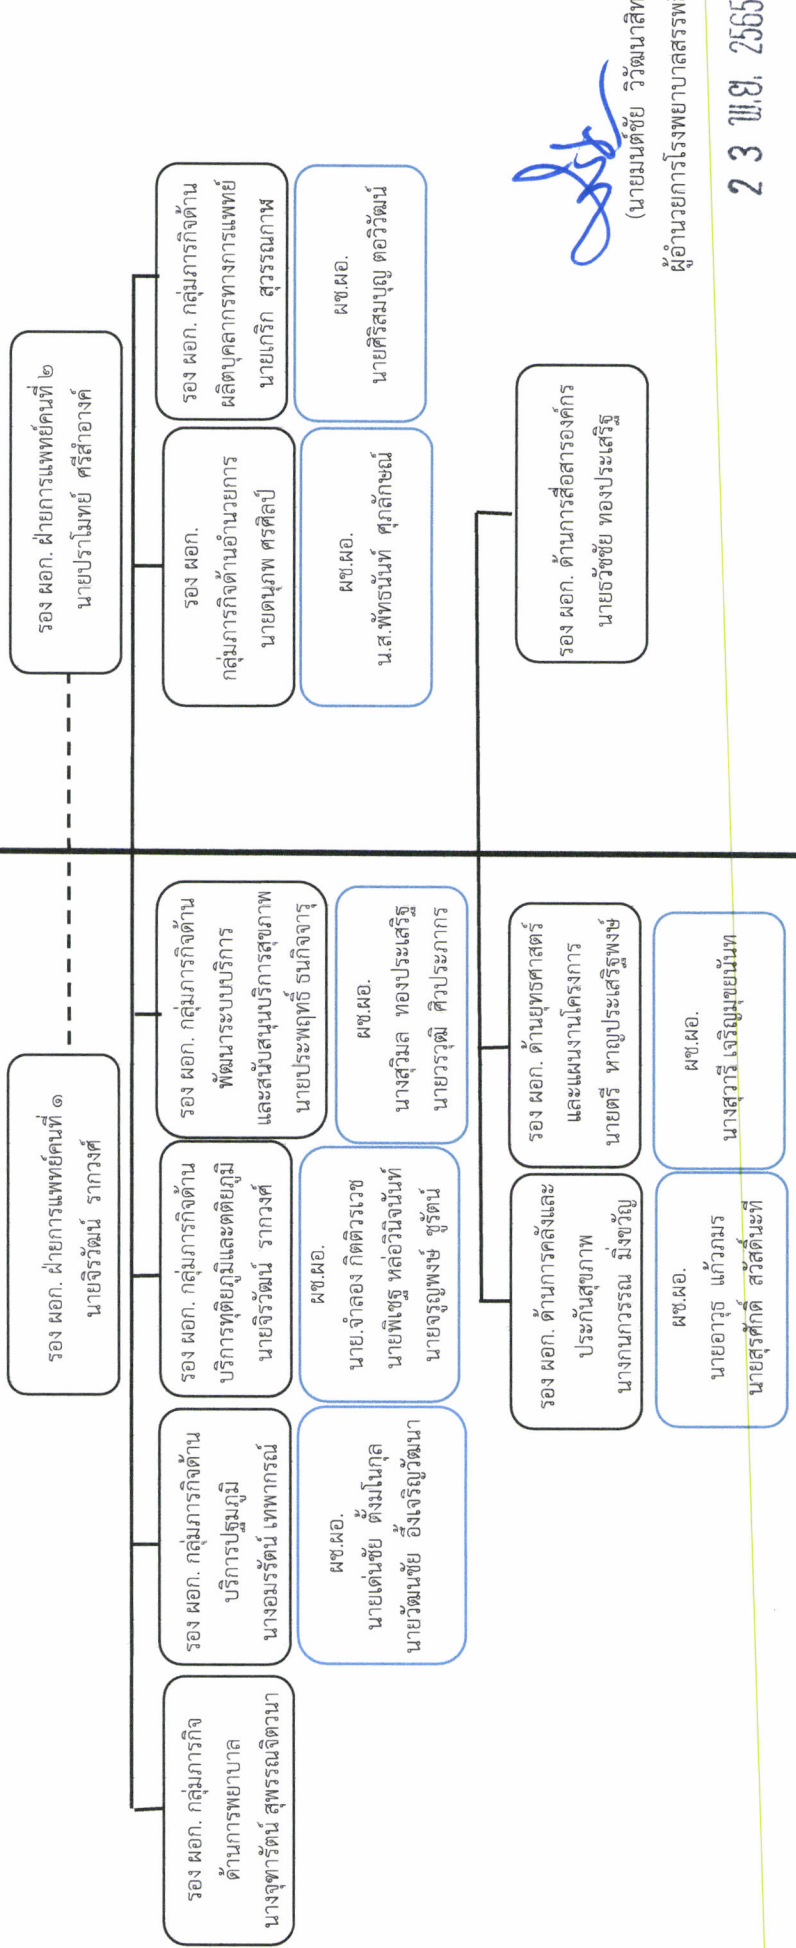 รอง ผอก. ฝ่ายการแพทย์คนที่ ๑
นายจิรวัฒน์ รากวงศ์
รอง ผอก. ฝ่ายการแพทย์คนที่ ๒
นายปราโมทย์ ศรีสำอางค์
รอง ผอก. กลุ่มภารกิจ
ด้านการพยาบาล
นางจุฑารัตน์ สุพรรณจิตวนา
รอง ผอก. กลุ่มภารกิจด้าน
บริการปฐมภูมิ
นางอมรรัตน์ เทพากรณ์
ผช.ผอ.
นายเด่นชัย ตั้งมโนกุล
นายวัฒนชัย อึ้งเจริญวัฒนา
รอง ผอก. กลุ่มภารกิจด้าน
บริการทุติยภูมิและตติยภูมิ
นายจิรวัฒน์ รากวงศ์
ผช.ผอ.
นาย.จำลอง กิตติวรเวช
นายพิเชฐ หล่อวินิจนันท์
นายจรูญพงษ์ ชูรัตน์
รอง ผอก. กลุ่มภารกิจด้าน
พัฒนาระบบบริการ
และสนับสนุนบริการสุขภาพ
นายประพฤทธิ์ ธนกิจจารุ
ผช.ผอ.
นางสุวิมล ทองประเสริฐ
นายวรวุฒิ ศิวประภากร
รอง ผอก.
กลุ่มภารกิจด้านอำนวยการ
นายดนุภพ ศรศิลป์
ผช.ผอ.
น.ส.พัทธนันท์ ศุภลักษณ์
รอง ผอก. กลุ่มภารกิจด้าน
ผลิตบุคลากรทางการแพทย์
นายเกริก สุวรรณกาฬ
ผช.ผอ.
นายศิริสมบุญ ตอวิวัฒน์
รอง ผอก. ด้านการคลังและ
ประกันสุขภาพ
นางกนกวรรณ มิ่งขวัญ
ผช.ผอ.
นายอาวุธ แก้วภมร
นายสุรศักดิ์ สวัสดิ์นะที
รอง ผอก. ด้านยุทธศาสตร์
และแผนงานโครงการ
นายตรี หาญประเสริฐพงษ์
ผช.ผอ.
นางสุวารี เจริญมุขยนันท
รอง ผอก. ด้านการสื่อสารองค์กร
นายธวัชชัย ทองประเสริฐ
(นายมนต์ชัย วิวัฒนาสิท
ผู้อำนวยการโรงพยาบาลสรรพสิ
2 3 พ.ย. 2565